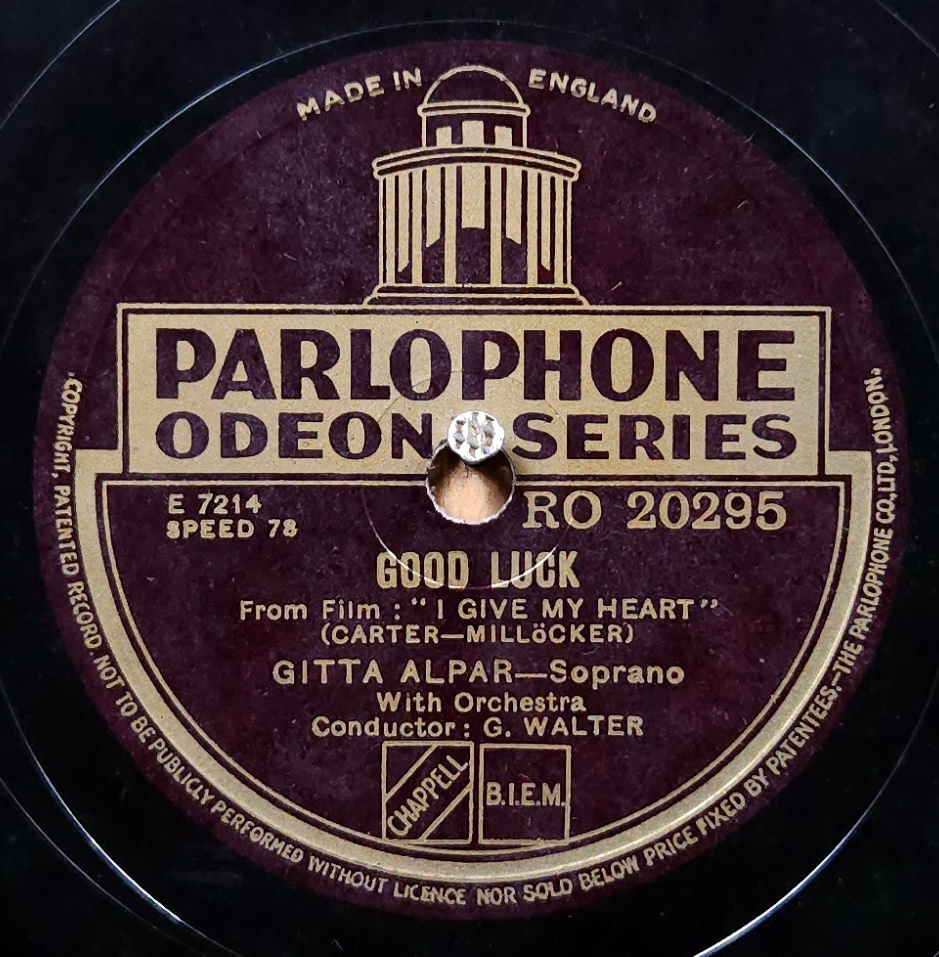 MADE IN ENGLAND
PARLOPHONE
ODEON SERIES
E 7214
SPEED 78
RO 20295
GOOD LUCK
From Film : "I GIVE MY HEART"
(CARTER—MILLöCKER)
GITTA ALPAR—Soprano
With Orchestra
Conductor : G. WALTER
CHAPPELL
B.I.E.M.
COPYRIGHT, PATENTED RECORD. NOT TO BE PUBLICLY PERFORMED WITHOUT LICENCE NOR SOLD BELOW PRICE FIXED BY PATENTEES.—THE PARLOPHONE CO., LTD., LONDON.